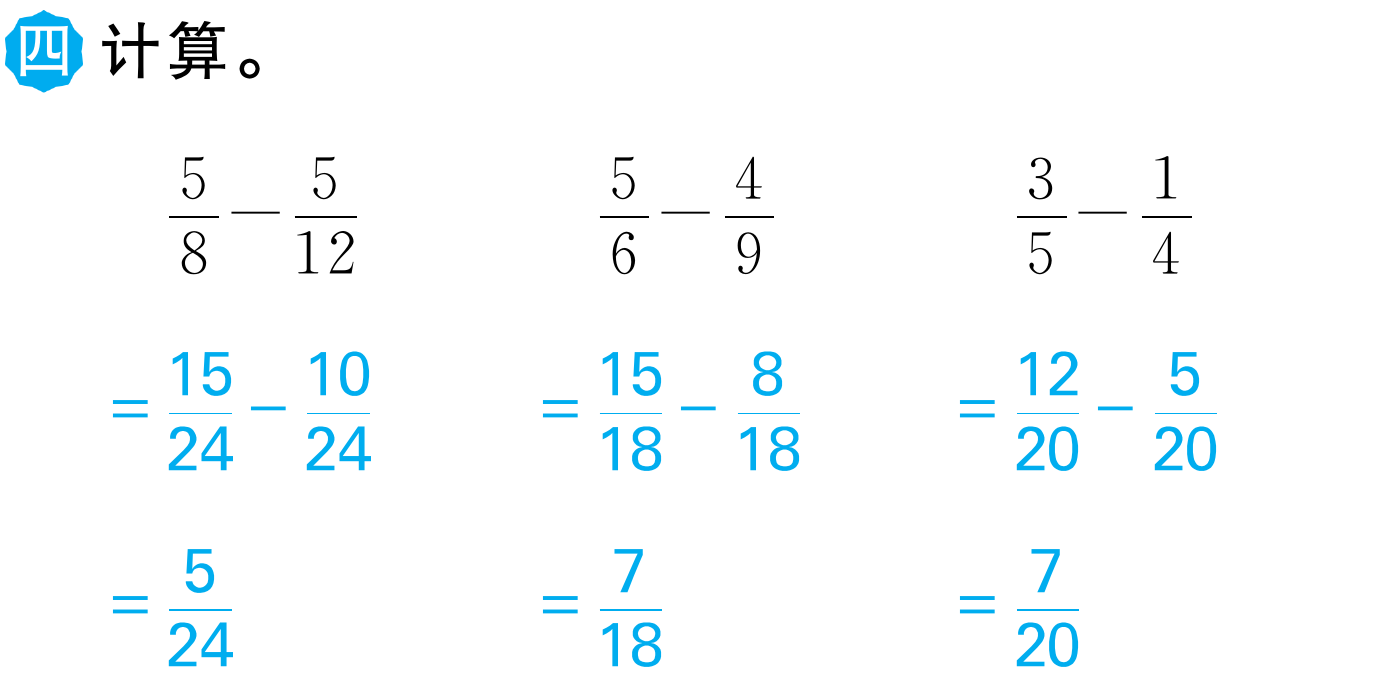 四 计算。
5/8 − 5/12    5/6 − 4/9    3/5 − 1/4
= 15/24 − 10/24    = 15/18 − 8/18    = 12/20 − 5/20
= 5/24    = 7/18    = 7/20